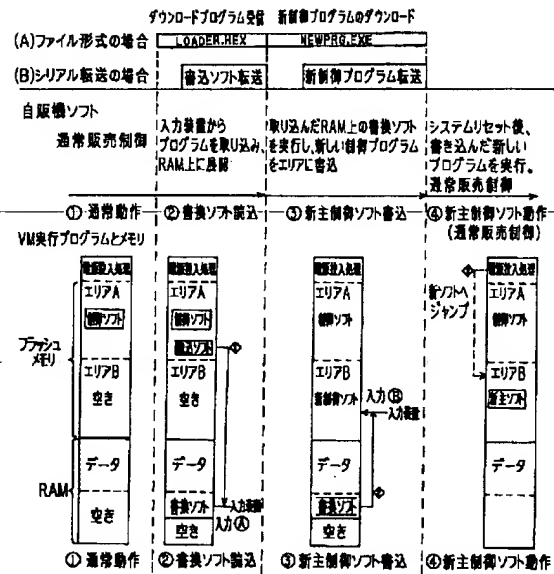 ダウンロードプログラム受信 新制御プログラムのダウンロード
(A)ファイル形式の場合 LOADER.HEX NEWPRG.EXE
(B)シリアル転送の場合 書込ソフト転送 新制御プログラム転送
自販機ソフト
通常販売制御
入力装置から
プログラムを取り込み、
RAM上に展開
取り込んだRAM上の書換ソフト
を実行し、新しい制御プログラム
をエリアに書込
システムリセット後、
書き込んだ新しい
プログラムを実行。
通常販売制御
① 通常動作 ② 書換ソフト読込 ③ 新主制御ソフト書込 ④ 新主制御ソフト動作
(通常販売制御)
VM実行プログラムとメモリ
フラッシュ
メモリ
RAM
電源投入処理
エリアA
制御ソフト
エリアB
空き
データ
空き
① 通常動作
電源投入処理
エリアA
制御ソフト
読込ソフト
エリアB
空き
データ
書換ソフト
空き
入力装置
入力Ⓐ
② 書換ソフト読込
電源投入処理
エリアA
制御ソフト
エリアB
新制御ソフト
入力Ⓑ
入力装置
データ
書換ソフト
空き
③ 新主制御ソフト書込
新ソフトへ
ジャンプ
電源投入処理
エリアA
制御ソフト
エリアB
新主ソフト
データ
④ 新主制御ソフト動作